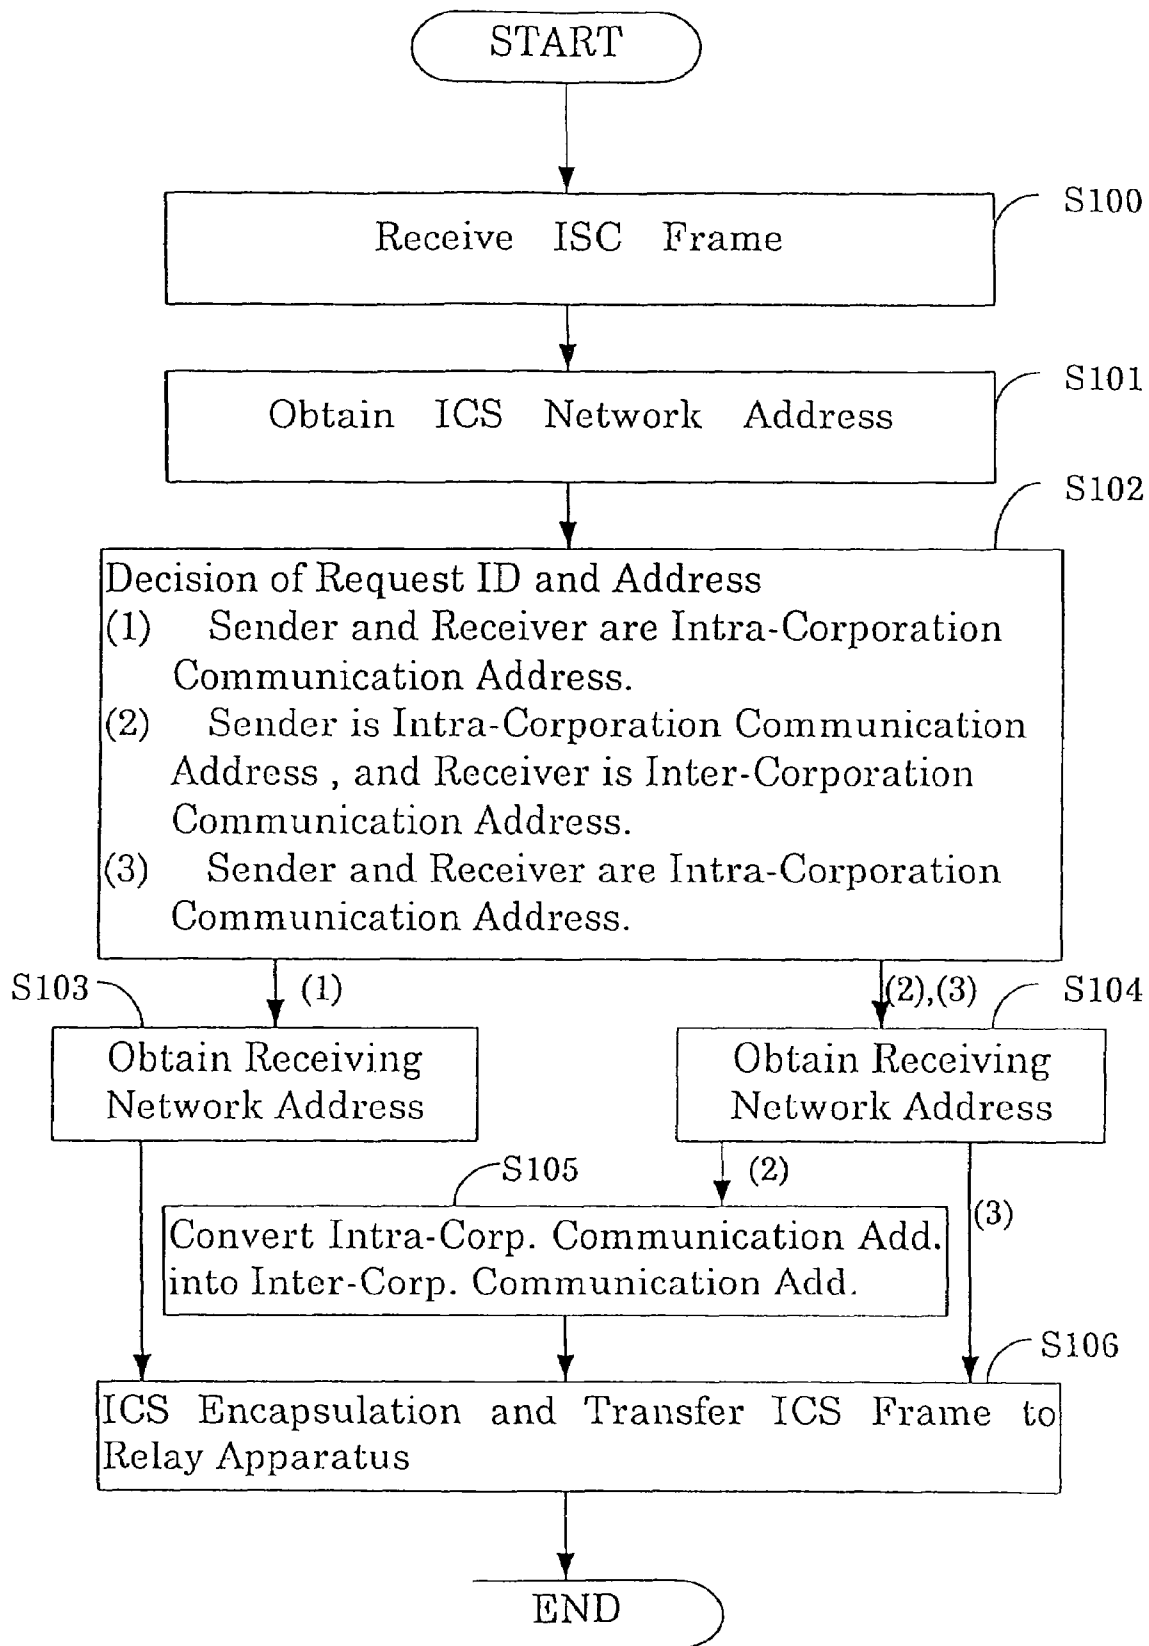 START
S100
Receive ISC Frame
S101
Obtain ICS Network Address
S102
Decision of Request ID and Address
(1) Sender and Receiver are Intra-Corporation
Communication Address.
(2) Sender is Intra-Corporation Communication
Address , and Receiver is Inter-Corporation
Communication Address.
(3) Sender and Receiver are Intra-Corporation
Communication Address.
S103
(1)
(2),(3)
S104
Obtain Receiving
Network Address
Obtain Receiving
Network Address
S105
(2)
(3)
Convert Intra-Corp. Communication Add.
into Inter-Corp. Communication Add.
S106
ICS Encapsulation and Transfer ICS Frame to
Relay Apparatus
END